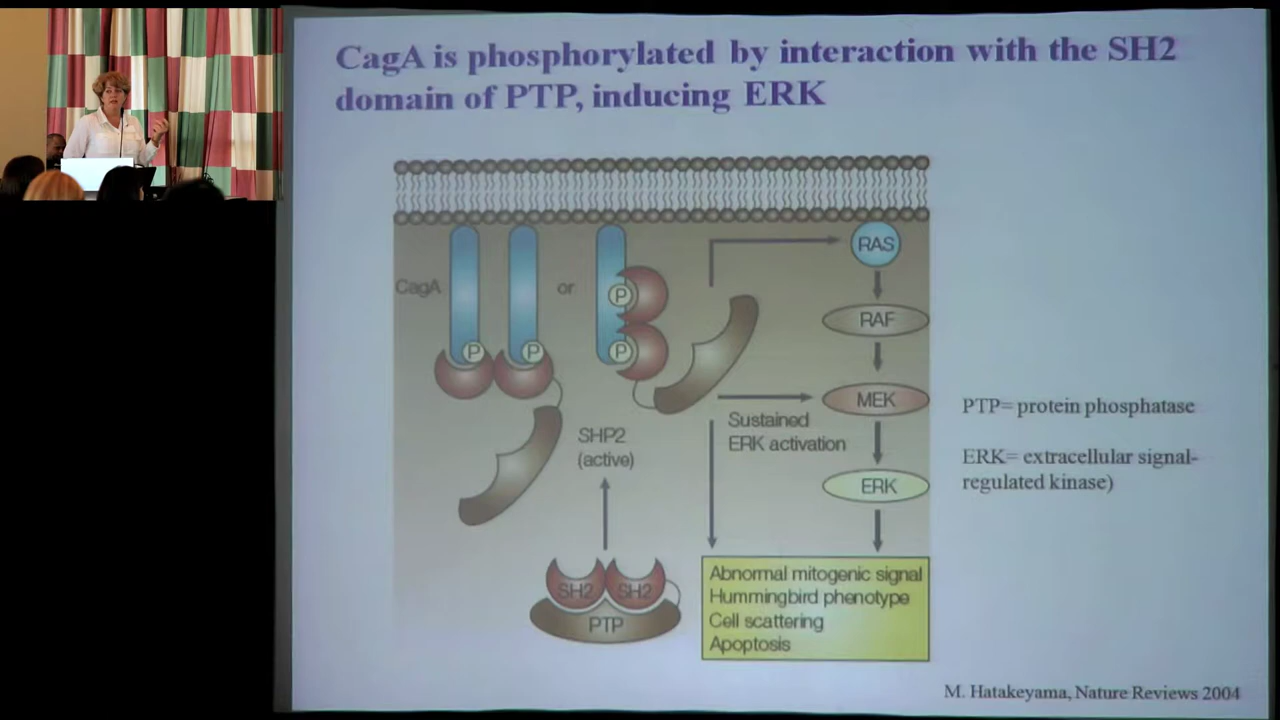 CagA is phosphorylated by interaction with the SH2
domain of PTP, inducing ERK
CagA
or
P
P
P
P
RAS
RAF
MEK
ERK
Sustained
ERK activation
SHP2
(active)
SH2
SH2
PTP
Abnormal mitogenic signal
Hummingbird phenotype
Cell scattering
Apoptosis
PTP= protein phosphatase
ERK= extracellular signal-
regulated kinase)
M. Hatakeyama, Nature Reviews 2004